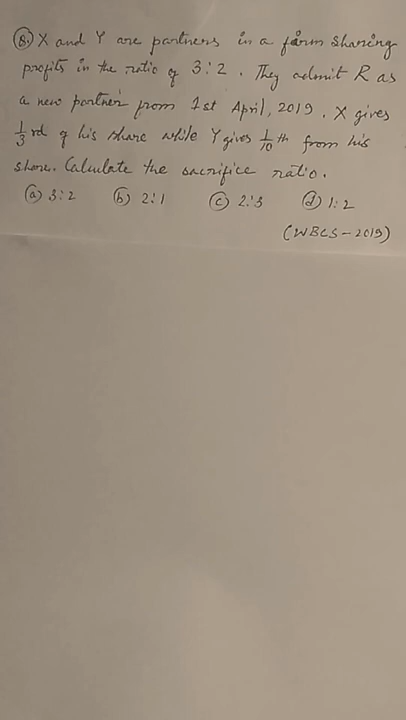 ⑧ X and Y are partners in a farm sharing
profits in the ratio of 3:2. They admit R as
a new partner from 1st April, 2019. X gives
1/3 rd of his share while Y gives 1/10 th from his
share. Calculate the sacrifice ratio.
ⓐ 3:2 ⓑ 2:1 ⓒ 2:3 ⓓ 1:2
(WBCS-2019)